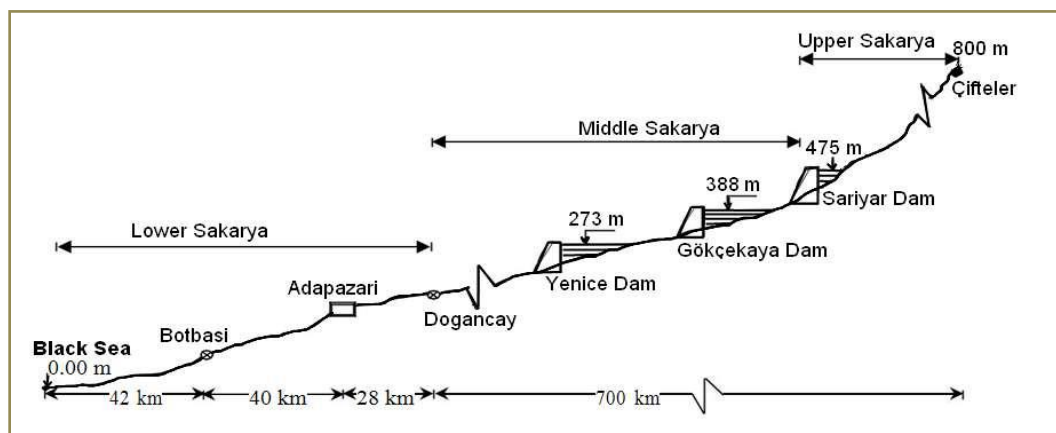 Upper Sakarya
800 m
Çifteler
Middle Sakarya
475 m
Sariyar Dam
388 m
Gökçekaya Dam
273 m
Yenice Dam
Lower Sakarya
Adapazari
Dogancay
Botbasi
Black Sea
0.00 m
42 km
40 km
28 km
700 km